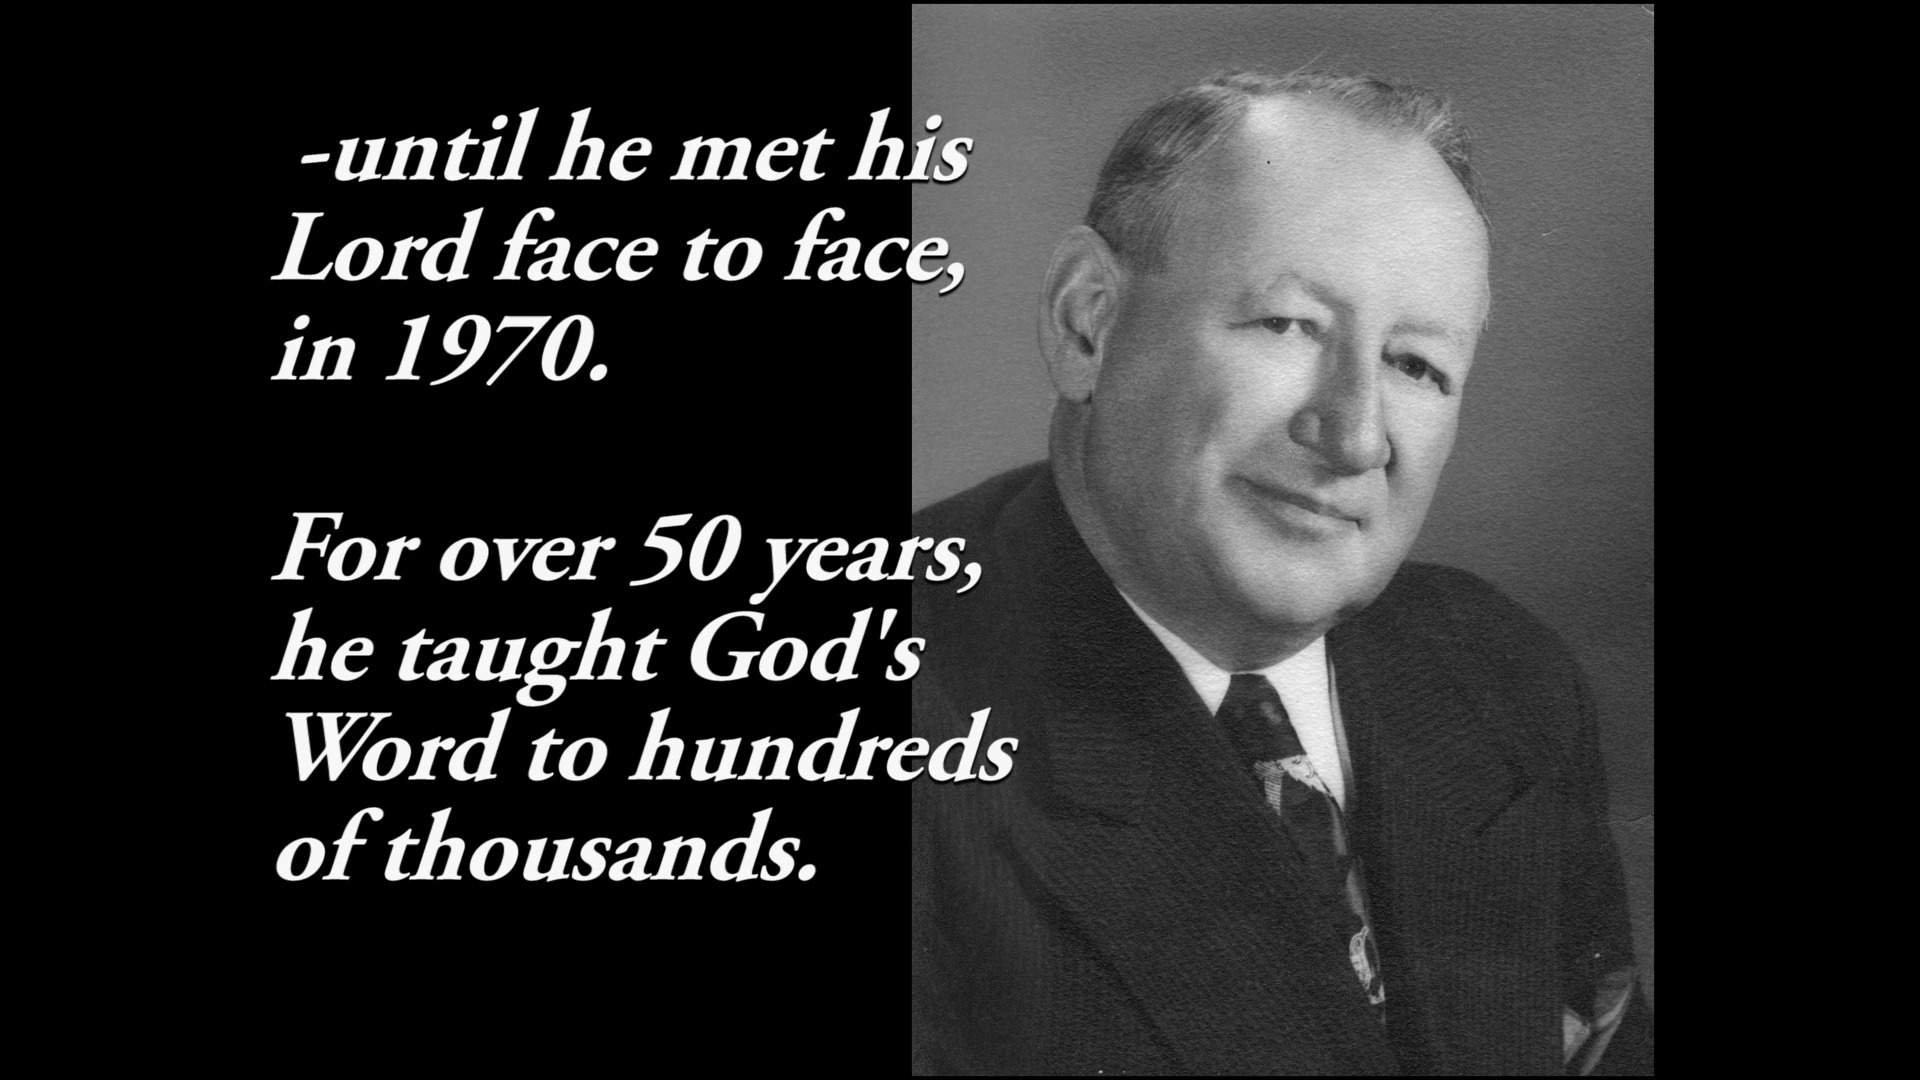 -until he met his
Lord face to face,
in 1970.
For over 50 years,
he taught God's
Word to hundreds
of thousands.